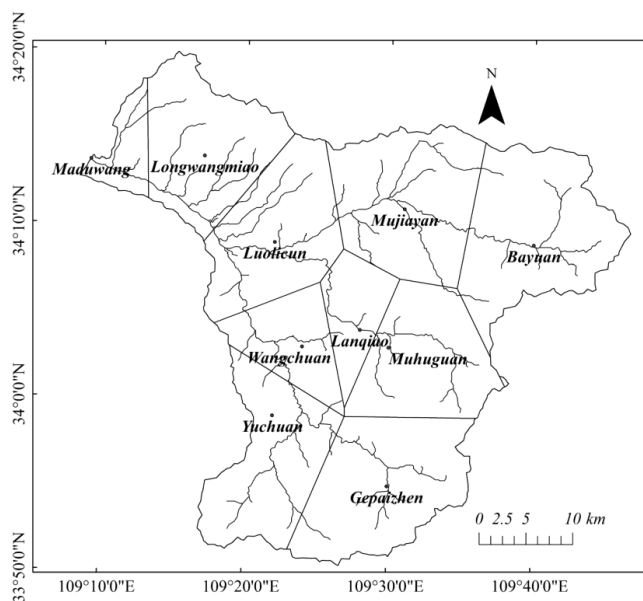 34°20'0"N
N
Maduwang
Longwangmiao
34°10'0"N
Mujiayan
Luolicun
Bayuan
Lanqiao
Wangchuan
Muhuguan
34°0'0"N
Yuchuan
Gepaizhen
0 2.5 5 10 km
33°50'0"N
109°10'0"E 109°20'0"E 109°30'0"E 109°40'0"E